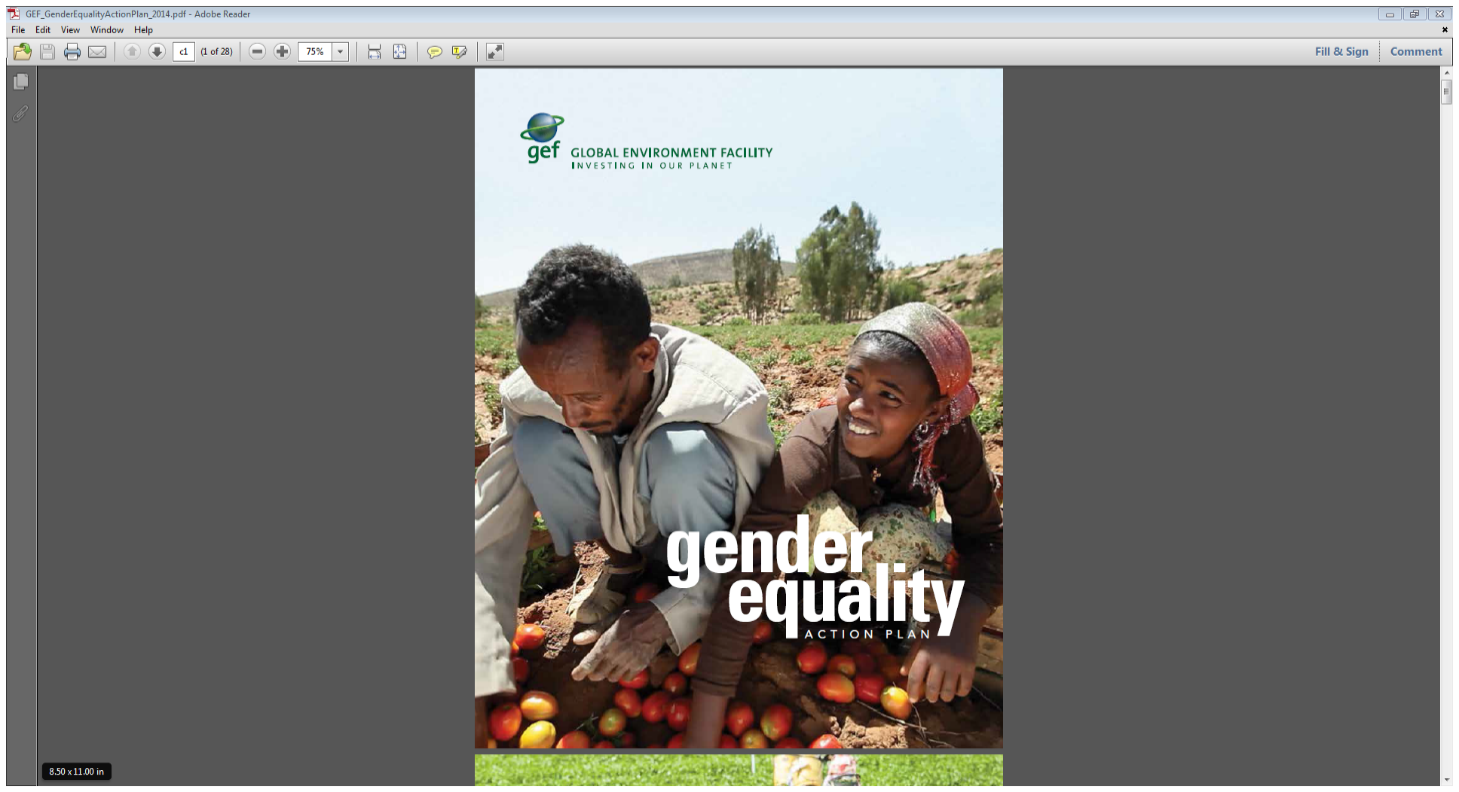 GEF_GenderEqualityActionPlan_2014.pdf - Adobe Reader
File Edit View Window Help
c1 (1 of 28) 75% Fill & Sign Comment
gef GLOBAL ENVIRONMENT FACILITY
INVESTING IN OUR PLANET
gender
equality
ACTION PLAN
8.50 x 11.00 in